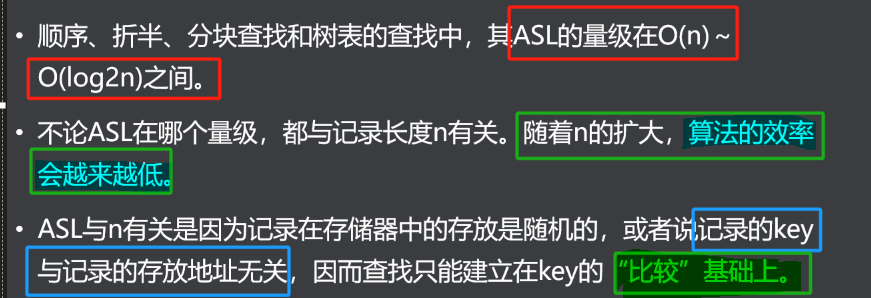 • 顺序、折半、分块查找和树表的查找中，其ASL的量级在O(n)～
O(log2n)之间。
• 不论ASL在哪个量级，都与记录长度n有关。随着n的扩大，算法的效率
会越来越低。
• ASL与n有关是因为记录在存储器中的存放是随机的，或者说记录的key
与记录的存放地址无关，因而查找只能建立在key的“比较”基础上。